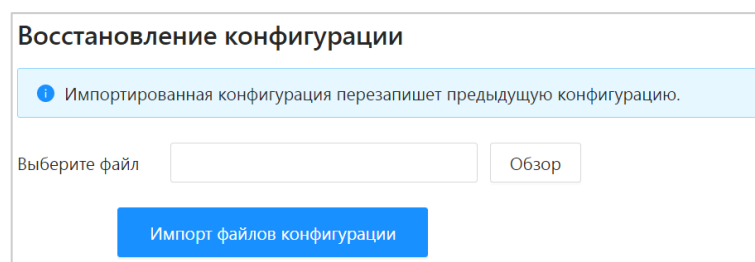 Восстановление конфигурации
Импортированная конфигурация перезапишет предыдущую конфигурацию.
Выберите файл Обзор
Импорт файлов конфигурации